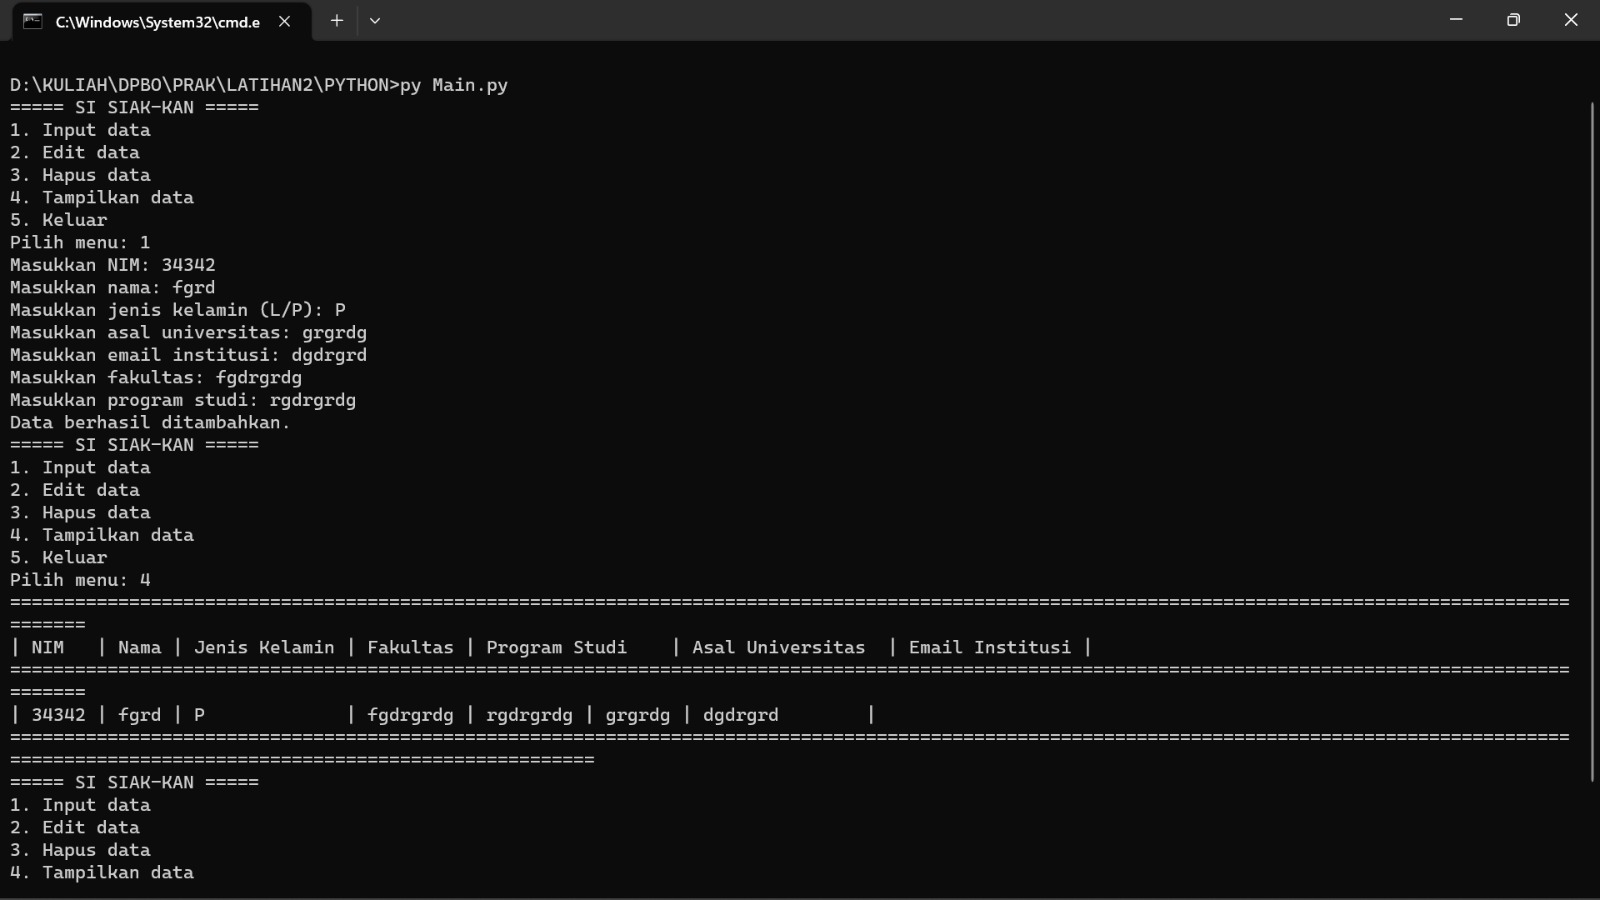 C:\Windows\System32\cmd.e
D:\KULIAH\DPBO\PRAK\LATIHAN2\PYTHON>py Main.py
===== SI SIAK-KAN =====
1. Input data
2. Edit data
3. Hapus data
4. Tampilkan data
5. Keluar
Pilih menu: 1
Masukkan NIM: 34342
Masukkan nama: fgrd
Masukkan jenis kelamin (L/P): P
Masukkan asal universitas: grgrdg
Masukkan email institusi: dgdrgrd
Masukkan fakultas: fgdrgrdg
Masukkan program studi: rgdrgrdg
Data berhasil ditambahkan.
===== SI SIAK-KAN =====
1. Input data
2. Edit data
3. Hapus data
4. Tampilkan data
5. Keluar
Pilih menu: 4
================================================================================================================================================
=======
| NIM   | Nama | Jenis Kelamin | Fakultas | Program Studi    | Asal Universitas  | Email Institusi |
================================================================================================================================================
=======
| 34342 | fgrd | P             | fgdrgrdg | rgdrgrdg | grgrdg | dgdrgrd        |
================================================================================================================================================
======================================================
===== SI SIAK-KAN =====
1. Input data
2. Edit data
3. Hapus data
4. Tampilkan data